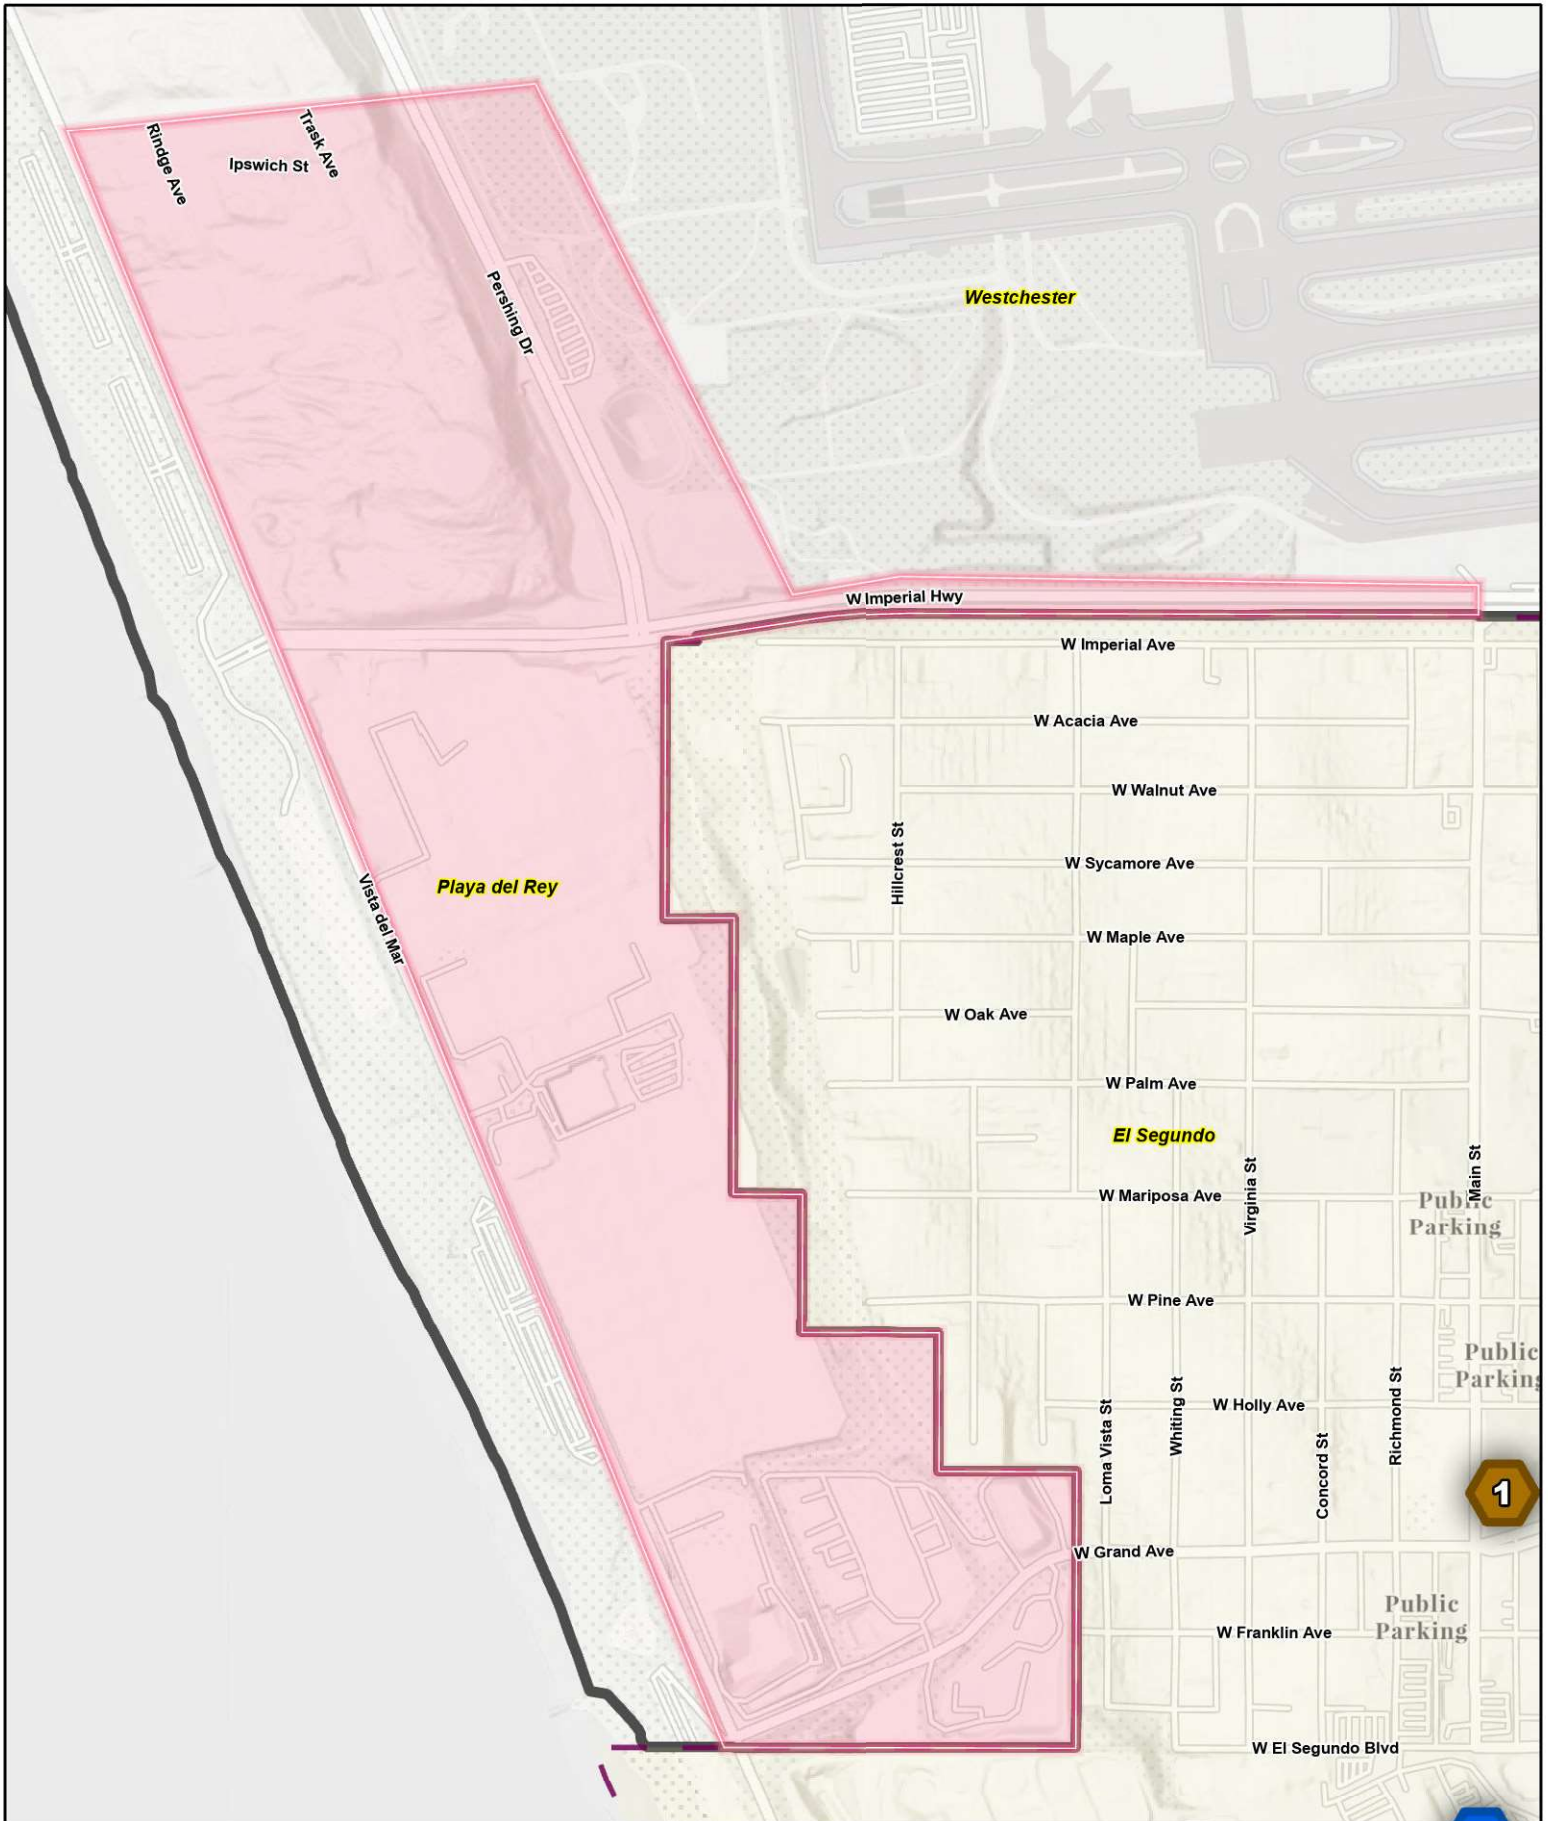 Rindge Ave
Trask Ave
Ipswich St
Pershing Dr
Westchester
W Imperial Hwy
W Imperial Ave
W Acacia Ave
W Walnut Ave
Hillcrest St
W Sycamore Ave
Playa del Rey
Vista del Mar
W Maple Ave
W Oak Ave
W Palm Ave
El Segundo
Main St
Virginia St
W Mariposa Ave
Public
Parking
W Pine Ave
Public
Parking
Loma Vista St
Whiting St
W Holly Ave
Richmond St
Concord St
1
W Grand Ave
Public
Parking
W Franklin Ave
W El Segundo Blvd